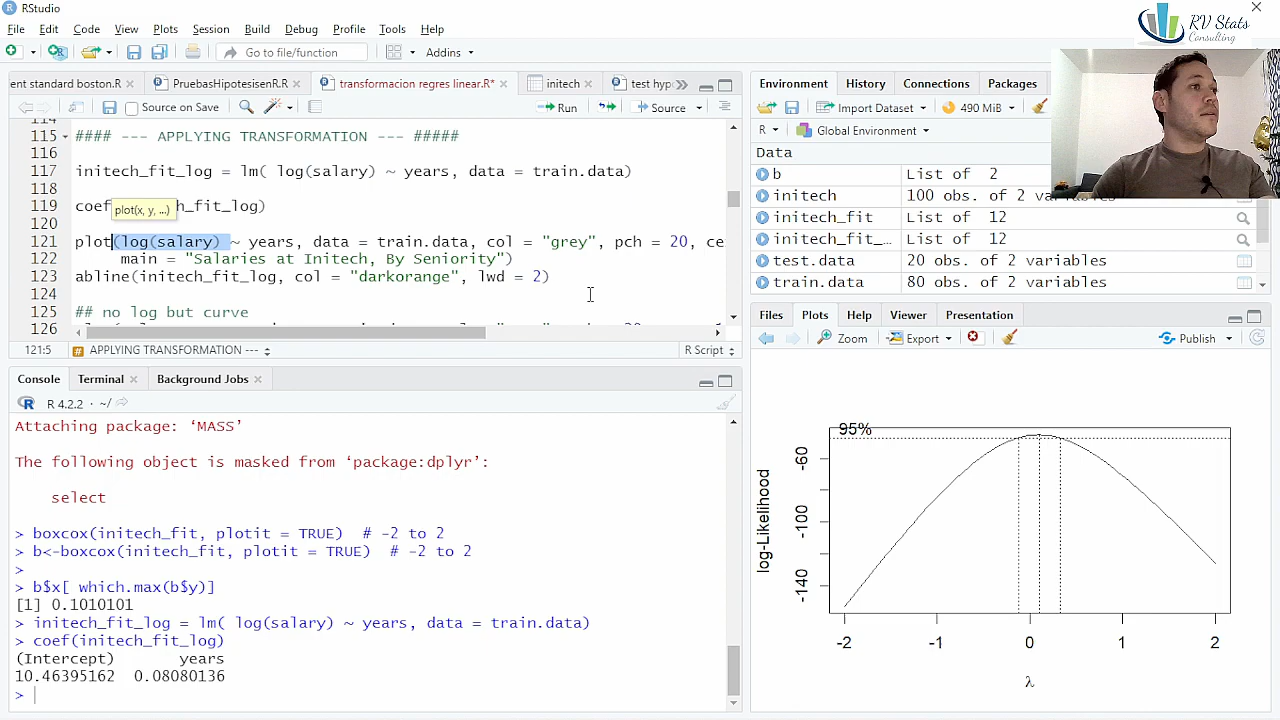 RStudio
RV Stats
Consulting
File Edit Code View Plots Session Build Debug Profile Tools Help
Go to file/function
Addins
ent standard boston.R
PruebasHipotesisenR.R
transformacion regres linear.R*
initech
test hyp
Source on Save
Run
Source
114
115 #### --- APPLYING TRANSFORMATION --- #####
116
117 initech_fit_log = lm( log(salary) ~ years, data = train.data)
118
plot(x, y, ...)
119 coef h_fit_log)
120
121 plot(log(salary) ~ years, data = train.data, col = "grey", pch = 20, ce
122 main = "Salaries at Initech, By Seniority")
123 abline(initech_fit_log, col = "darkorange", lwd = 2)
124
125 ## no log but curve
126
121:5 # APPLYING TRANSFORMATION --- R Script
Console Terminal Background Jobs
R 4.2.2 · ~/
Attaching package: ‘MASS’
The following object is masked from ‘package:dplyr’:
select
> boxcox(initech_fit, plotit = TRUE) # -2 to 2
> b<-boxcox(initech_fit, plotit = TRUE) # -2 to 2
>
> b$x[ which.max(b$y)]
[1] 0.1010101
> initech_fit_log = lm( log(salary) ~ years, data = train.data)
> coef(initech_fit_log)
(Intercept) years
10.46395162 0.08080136
>
Environment History Connections Packages
Import Dataset 490 MiB
R Global Environment
Data
b List of 2
initech 100 obs. of 2 variables
initech_fit List of 12
initech_fit_… List of 12
test.data 20 obs. of 2 variables
train.data 80 obs. of 2 variables
Files Plots Help Viewer Presentation
Zoom Export Publish
95%
log-Likelihood
-60
-100
-140
-2 -1 0 1 2
λ